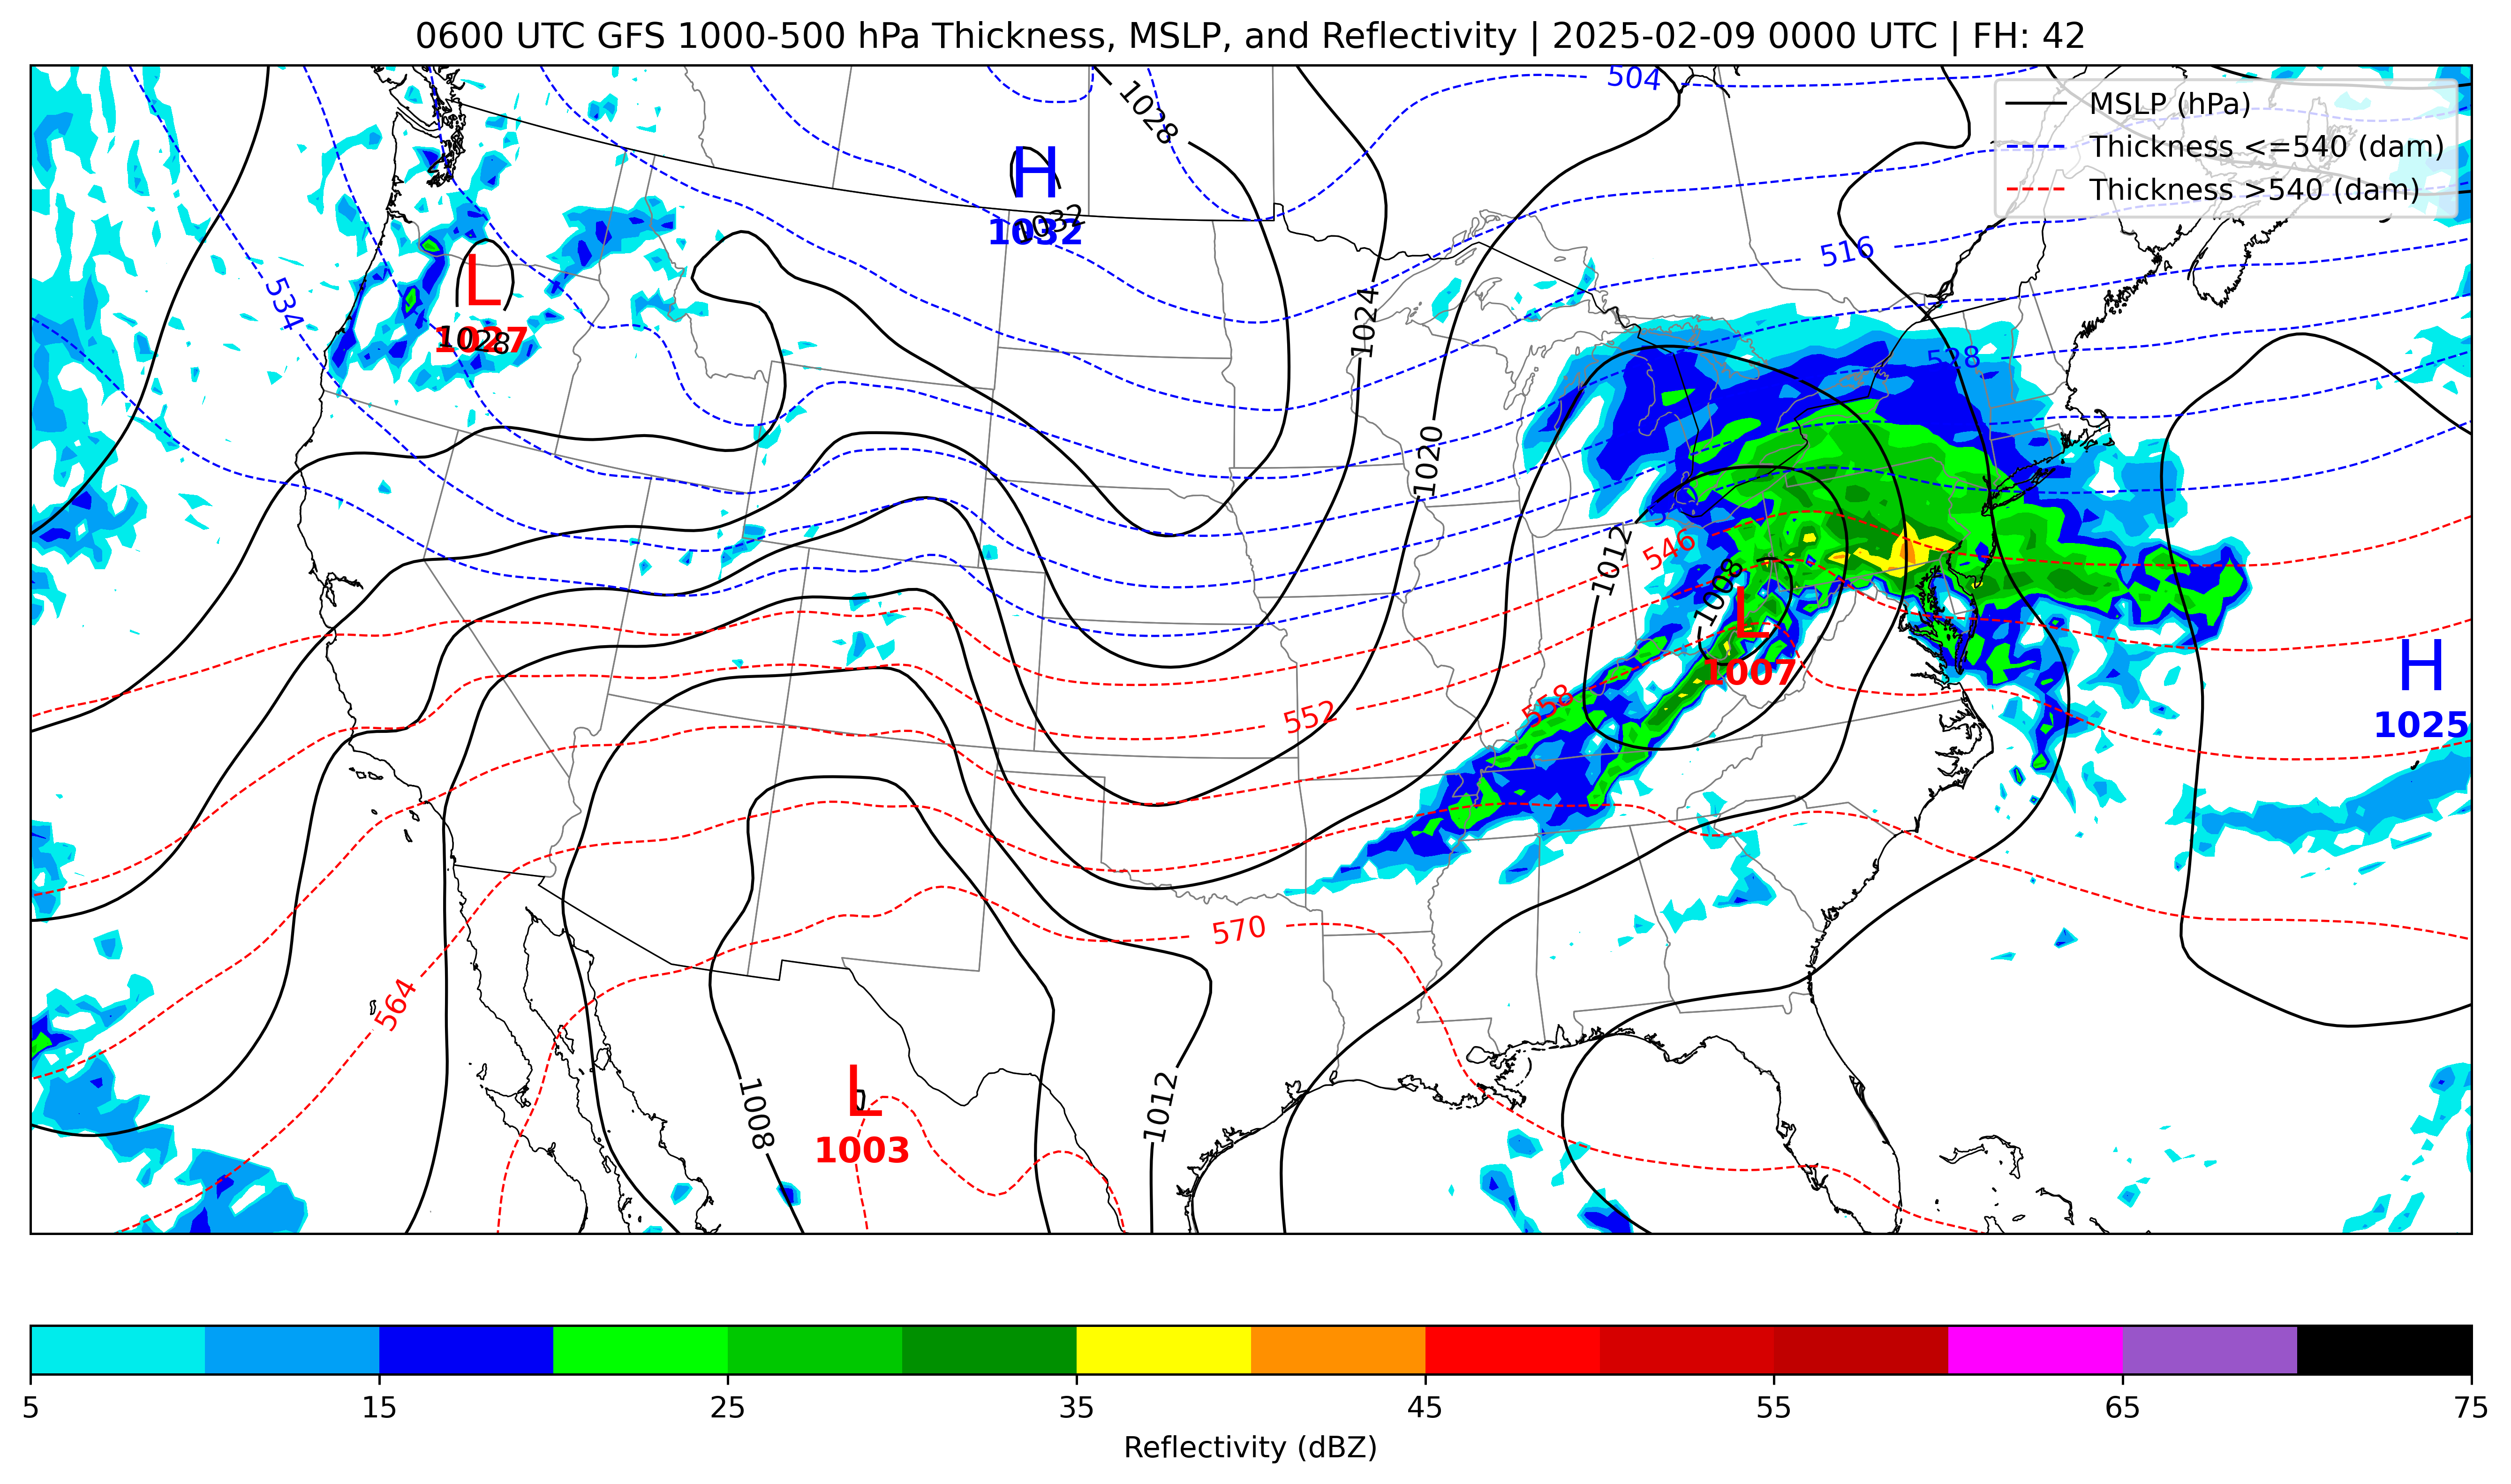 0600 UTC GFS 1000-500 hPa Thickness, MSLP, and Reflectivity | 2025-02-09 0000 UTC | FH: 42
MSLP (hPa)
Thickness <=540 (dam)
Thickness >540 (dam)
504
1028
H
1032
1032
516
534
L
1027
1028
1024
528
1020
546
1012
1008
L
1007
H
1025
552
558
570
564
L
1003
1008
1012
5 15 25 35 45 55 65 75
Reflectivity (dBZ)